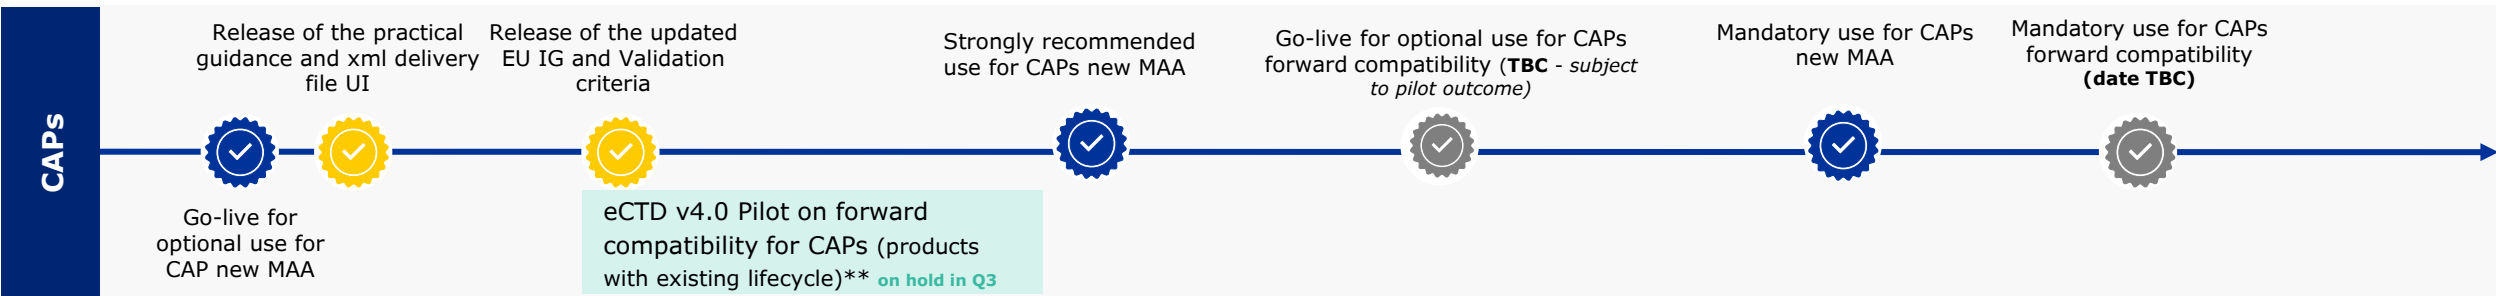 CAPs
Release of the practical
guidance and xml delivery
file UI
Release of the updated
EU IG and Validation
criteria
Strongly recommended
use for CAPs new MAA
Go-live for optional use for CAPs
forward compatibility (TBC - subject
to pilot outcome)
Mandatory use for CAPs
new MAA
Mandatory use for CAPs
forward compatibility
(date TBC)
Go-live for
optional use for
CAP new MAA
eCTD v4.0 Pilot on forward
compatibility for CAPs (products
with existing lifecycle)** on hold in Q3